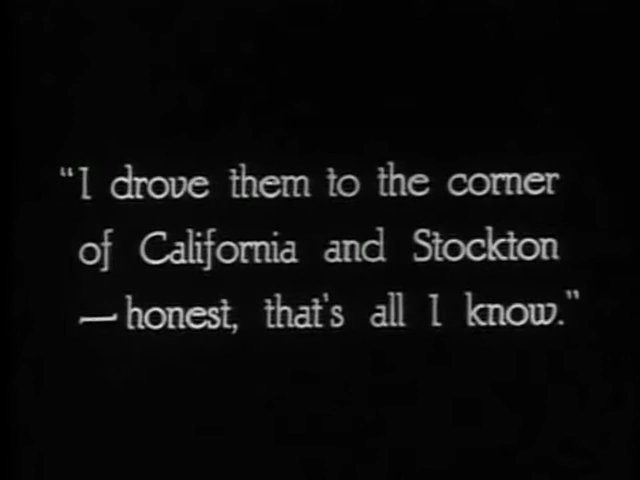 "I drove them to the corner
of California and Stockton
—honest, that's all I know."